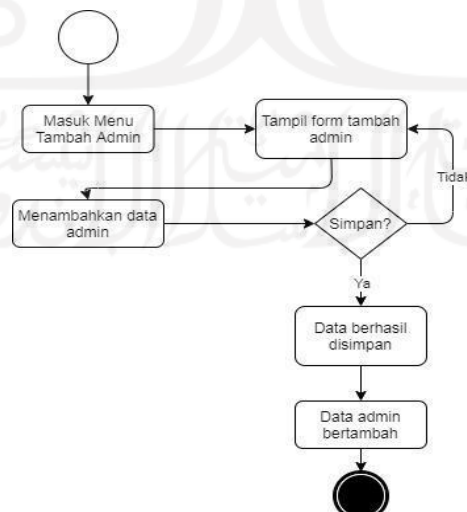 Masuk Menu
Tambah Admin
Tampil form tambah
admin
Tidak
Menambahkan data
admin
Simpan?
Ya
Data berhasil
disimpan
Data admin
bertambah